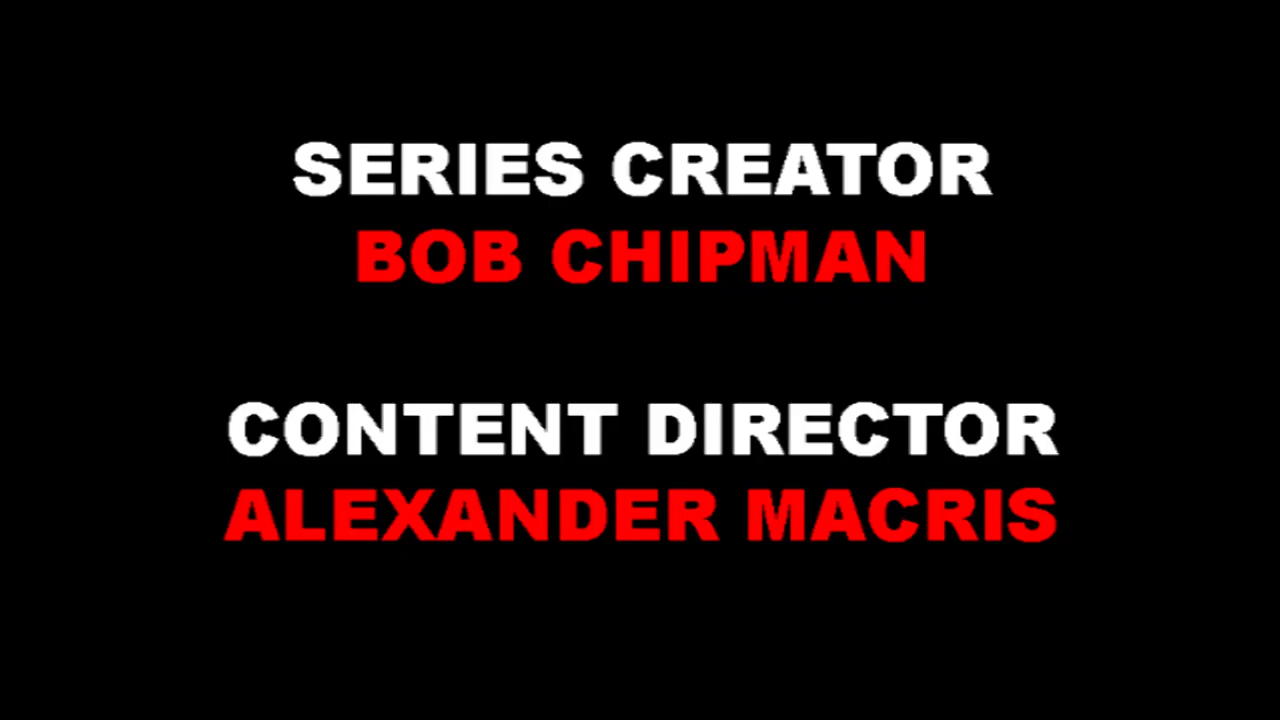 SERIES CREATOR
BOB CHIPMAN
CONTENT DIRECTOR
ALEXANDER MACRIS